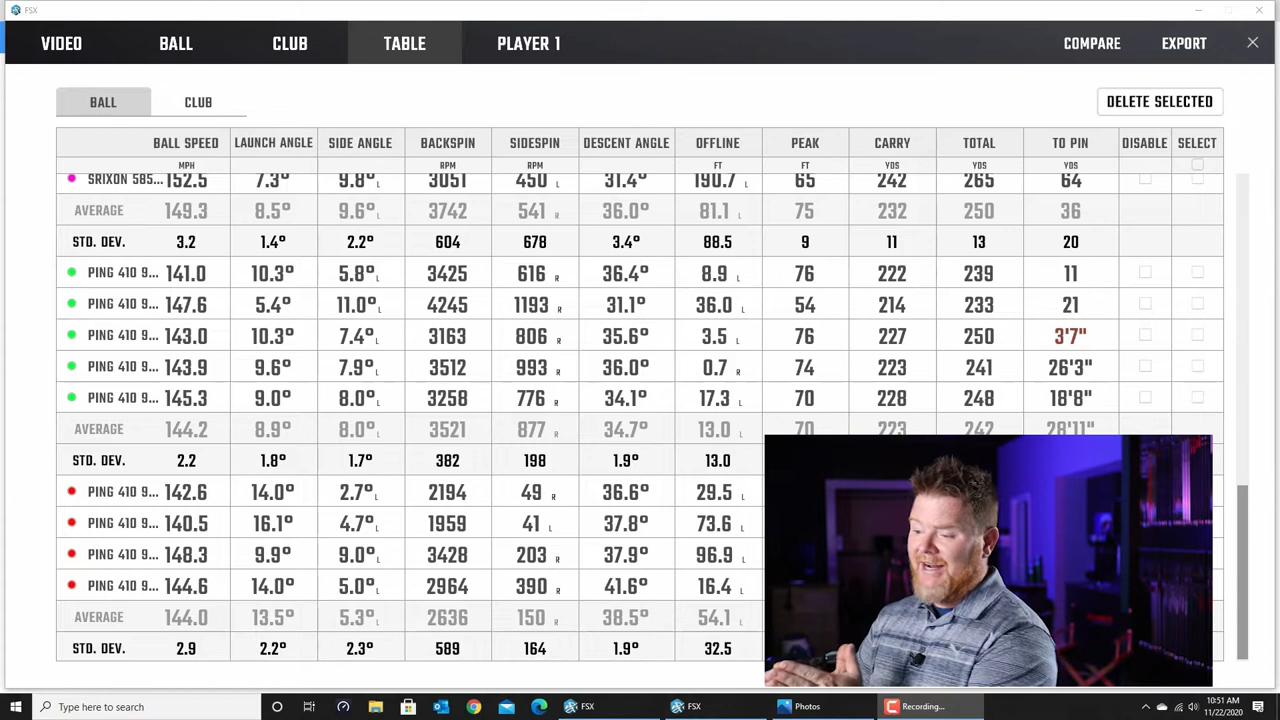 FSX
VIDEO BALL CLUB TABLE PLAYER 1 COMPARE EXPORT
BALL CLUB DELETE SELECTED
BALL SPEED LAUNCH ANGLE SIDE ANGLE BACKSPIN SIDESPIN DESCENT ANGLE OFFLINE PEAK CARRY TOTAL TO PIN DISABLE SELECT
MPH RPM RPM FT FT YDS YDS YDS
SRIXON 585... 152.5 7.3° 9.8° L 3051 450 L 31.4° 190.7 L 65 242 265 64
AVERAGE 149.3 8.5° 9.6° L 3742 541 R 36.0° 81.1 L 75 232 250 36
STD. DEV. 3.2 1.4° 2.2° 604 678 3.4° 88.5 9 11 13 20
PING 410 9... 141.0 10.3° 5.8° L 3425 616 R 36.4° 8.9 L 76 222 239 11
PING 410 9... 147.6 5.4° 11.0° L 4245 1193 R 31.1° 36.0 L 54 214 233 21
PING 410 9... 143.0 10.3° 7.4° L 3163 806 R 35.6° 3.5 L 76 227 250 3'7"
PING 410 9... 143.9 9.6° 7.9° L 3512 993 R 36.0° 0.7 R 74 223 241 26'3"
PING 410 9... 145.3 9.0° 8.0° L 3258 776 R 34.1° 17.3 L 70 228 248 18'8"
AVERAGE 144.2 8.9° 8.0° L 3521 877 R 34.7° 13.0 L 70 223 242 28'11"
STD. DEV. 2.2 1.8° 1.7° 382 198 1.9° 13.0
PING 410 9... 142.6 14.0° 2.7° L 2194 49 R 36.6° 29.5 L
PING 410 9... 140.5 16.1° 4.7° L 1959 41 L 37.8° 73.6 L
PING 410 9... 148.3 9.9° 9.0° L 3428 203 R 37.9° 96.9 L
PING 410 9... 144.6 14.0° 5.0° L 2964 390 R 41.6° 16.4 L
AVERAGE 144.0 13.5° 5.3° L 2636 150 R 38.5° 54.1 L
STD. DEV. 2.9 2.2° 2.3° 589 164 1.9° 32.5
Type here to search FSX FSX Photos Recording... 10:51 AM
11/22/2020